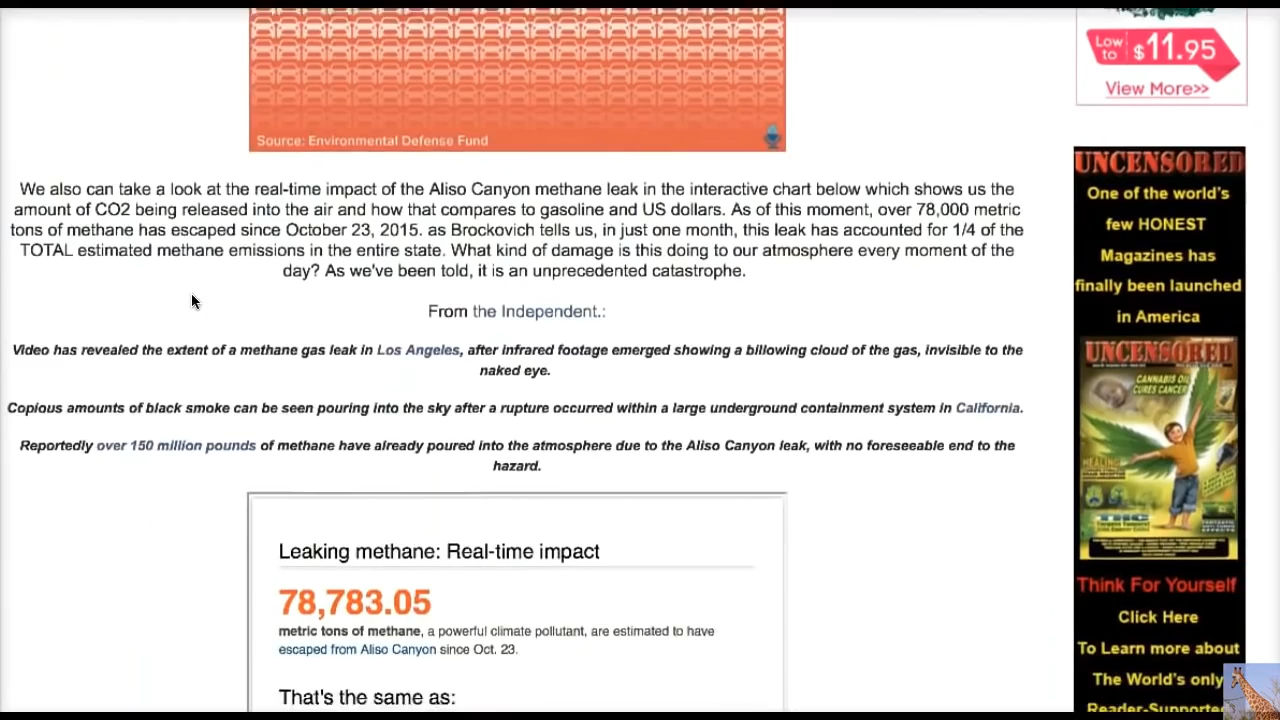 Source: Environmental Defense Fund
We also can take a look at the real-time impact of the Aliso Canyon methane leak in the interactive chart below which shows us the
amount of CO2 being released into the air and how that compares to gasoline and US dollars. As of this moment, over 78,000 metric
tons of methane has escaped since October 23, 2015. as Brockovich tells us, in just one month, this leak has accounted for 1/4 of the
TOTAL estimated methane emissions in the entire state. What kind of damage is this doing to our atmosphere every moment of the
day? As we've been told, it is an unprecedented catastrophe.
From the Independent.:
Video has revealed the extent of a methane gas leak in Los Angeles, after infrared footage emerged showing a billowing cloud of the gas, invisible to the
naked eye.
Copious amounts of black smoke can be seen pouring into the sky after a rupture occurred within a large underground containment system in California.
Reportedly over 150 million pounds of methane have already poured into the atmosphere due to the Aliso Canyon leak, with no foreseeable end to the
hazard.
Leaking methane: Real-time impact
78,783.05
metric tons of methane, a powerful climate pollutant, are estimated to have
escaped from Aliso Canyon since Oct. 23.
That's the same as:
Low to $11.95
View More>>
UNCENSORED
One of the world's
few HONEST
Magazines has
finally been launched
in America
UNCENSORED
CANNABIS OIL
CURES CANCER
HEALING
THC
Think For Yourself
Click Here
To Learn more about
The World's only
Reader-Supported